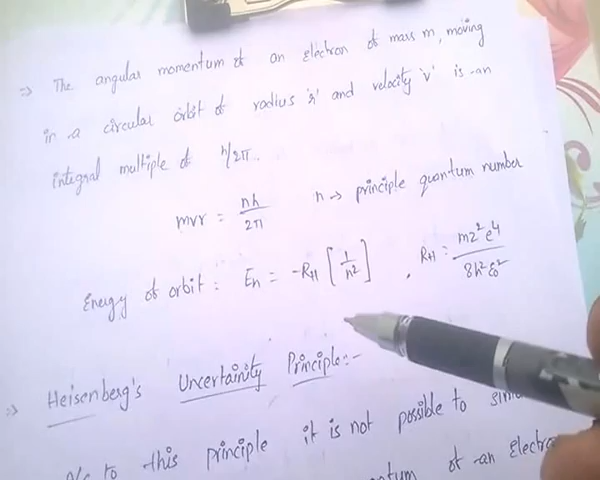 => The angular momentum of an electron of mass m, moving
in a circular orbit of radius 'r' and velocity 'v' is an
integral multiple of h/2π.
mvr = nh/2π n → principle quantum number
Energy of orbit : En = -RH [1/n²] , RH = mz²e⁴/8h²ε0²
=> Heisenberg's Uncertainity Principle:-
to this principle it is not possible to
of an Electron